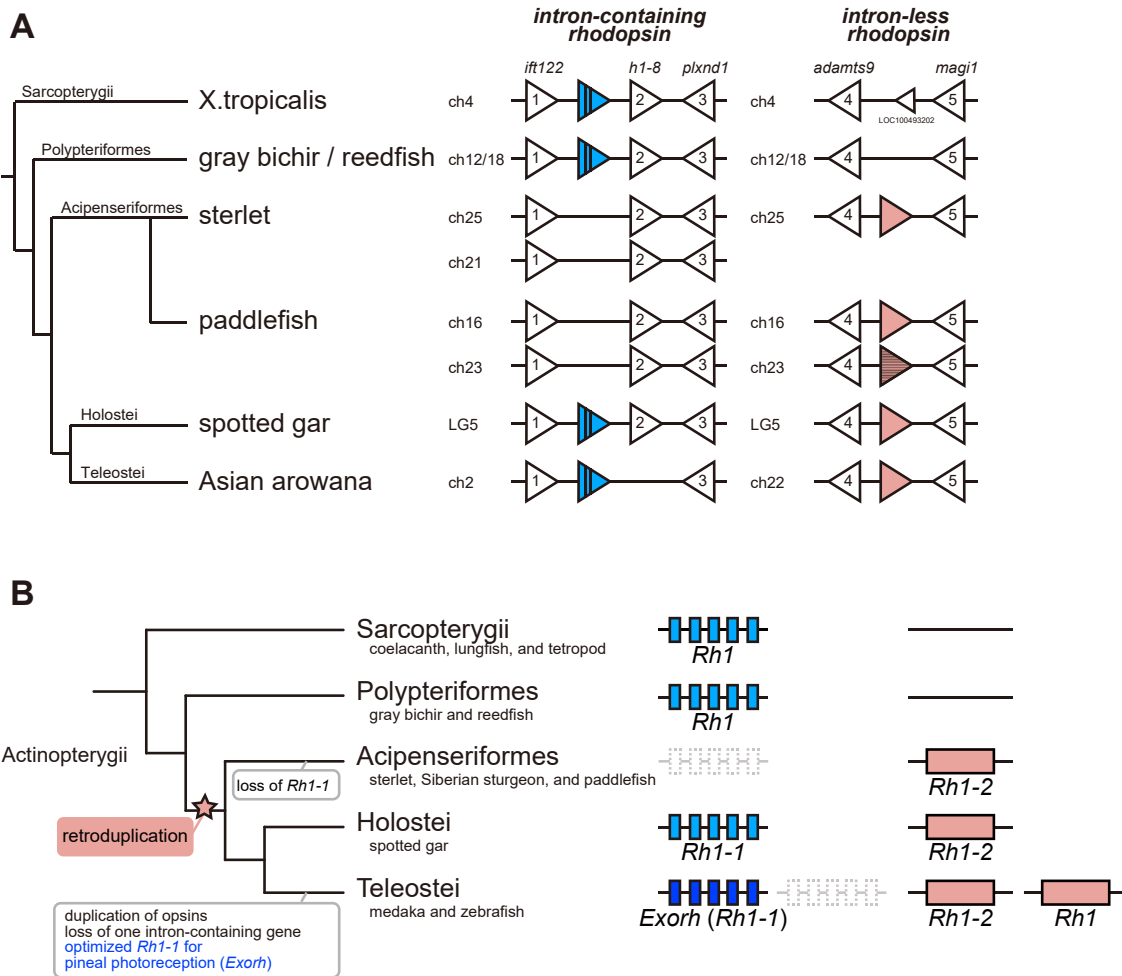 A
intron-containing
rhodopsin
intron-less
rhodopsin
ift122
h1-8
plxnd1
adamts9
magi1
Sarcopterygii
X.tropicalis
ch4
1
2
3
ch4
4
5
LOC100493202
Polypteriformes
gray bichir / reedfish
ch12/18
1
2
3
ch12/18
4
5
Acipenseriformes
sterlet
ch25
1
2
3
ch25
4
5
ch21
1
2
3
paddlefish
ch16
1
2
3
ch16
4
5
ch23
1
2
3
ch23
4
5
Holostei
spotted gar
LG5
1
2
3
LG5
4
5
Teleostei
Asian arowana
ch2
1
3
ch22
4
5
B
Sarcopterygii
coelacanth, lungfish, and tetropod
Rh1
Polypteriformes
gray bichir and reedfish
Rh1
Actinopterygii
Acipenseriformes
sterlet, Siberian sturgeon, and paddlefish
loss of Rh1-1
Rh1-2
retroduplication
Holostei
spotted gar
Rh1-1
Rh1-2
Teleostei
medaka and zebrafish
Exorh (Rh1-1)
Rh1-2
Rh1
duplication of opsins
loss of one intron-containing gene
optimized Rh1-1 for
pineal photoreception (Exorh)